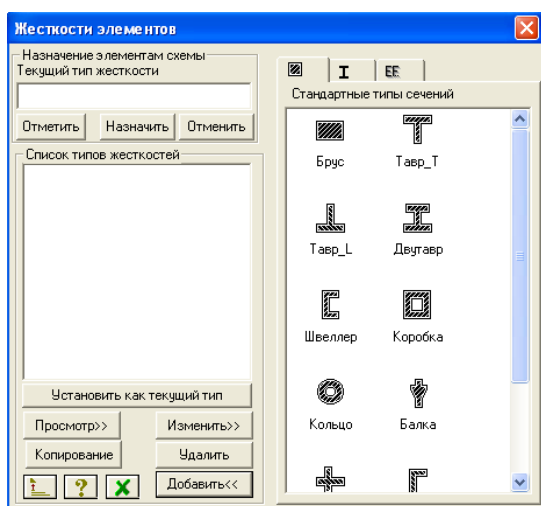 Жесткости элементов
Назначение элементам схемы
Текущий тип жесткости
Отметить Назначить Отменить
Список типов жесткостей
Установить как текущий тип
Просмотр>> Изменить>>
Копирование Удалить
? Добавить<<
I EE
Стандартные типы сечений
Брус Тавр_T
Тавр_L Двутавр
Швеллер Коробка
Кольцо Балка